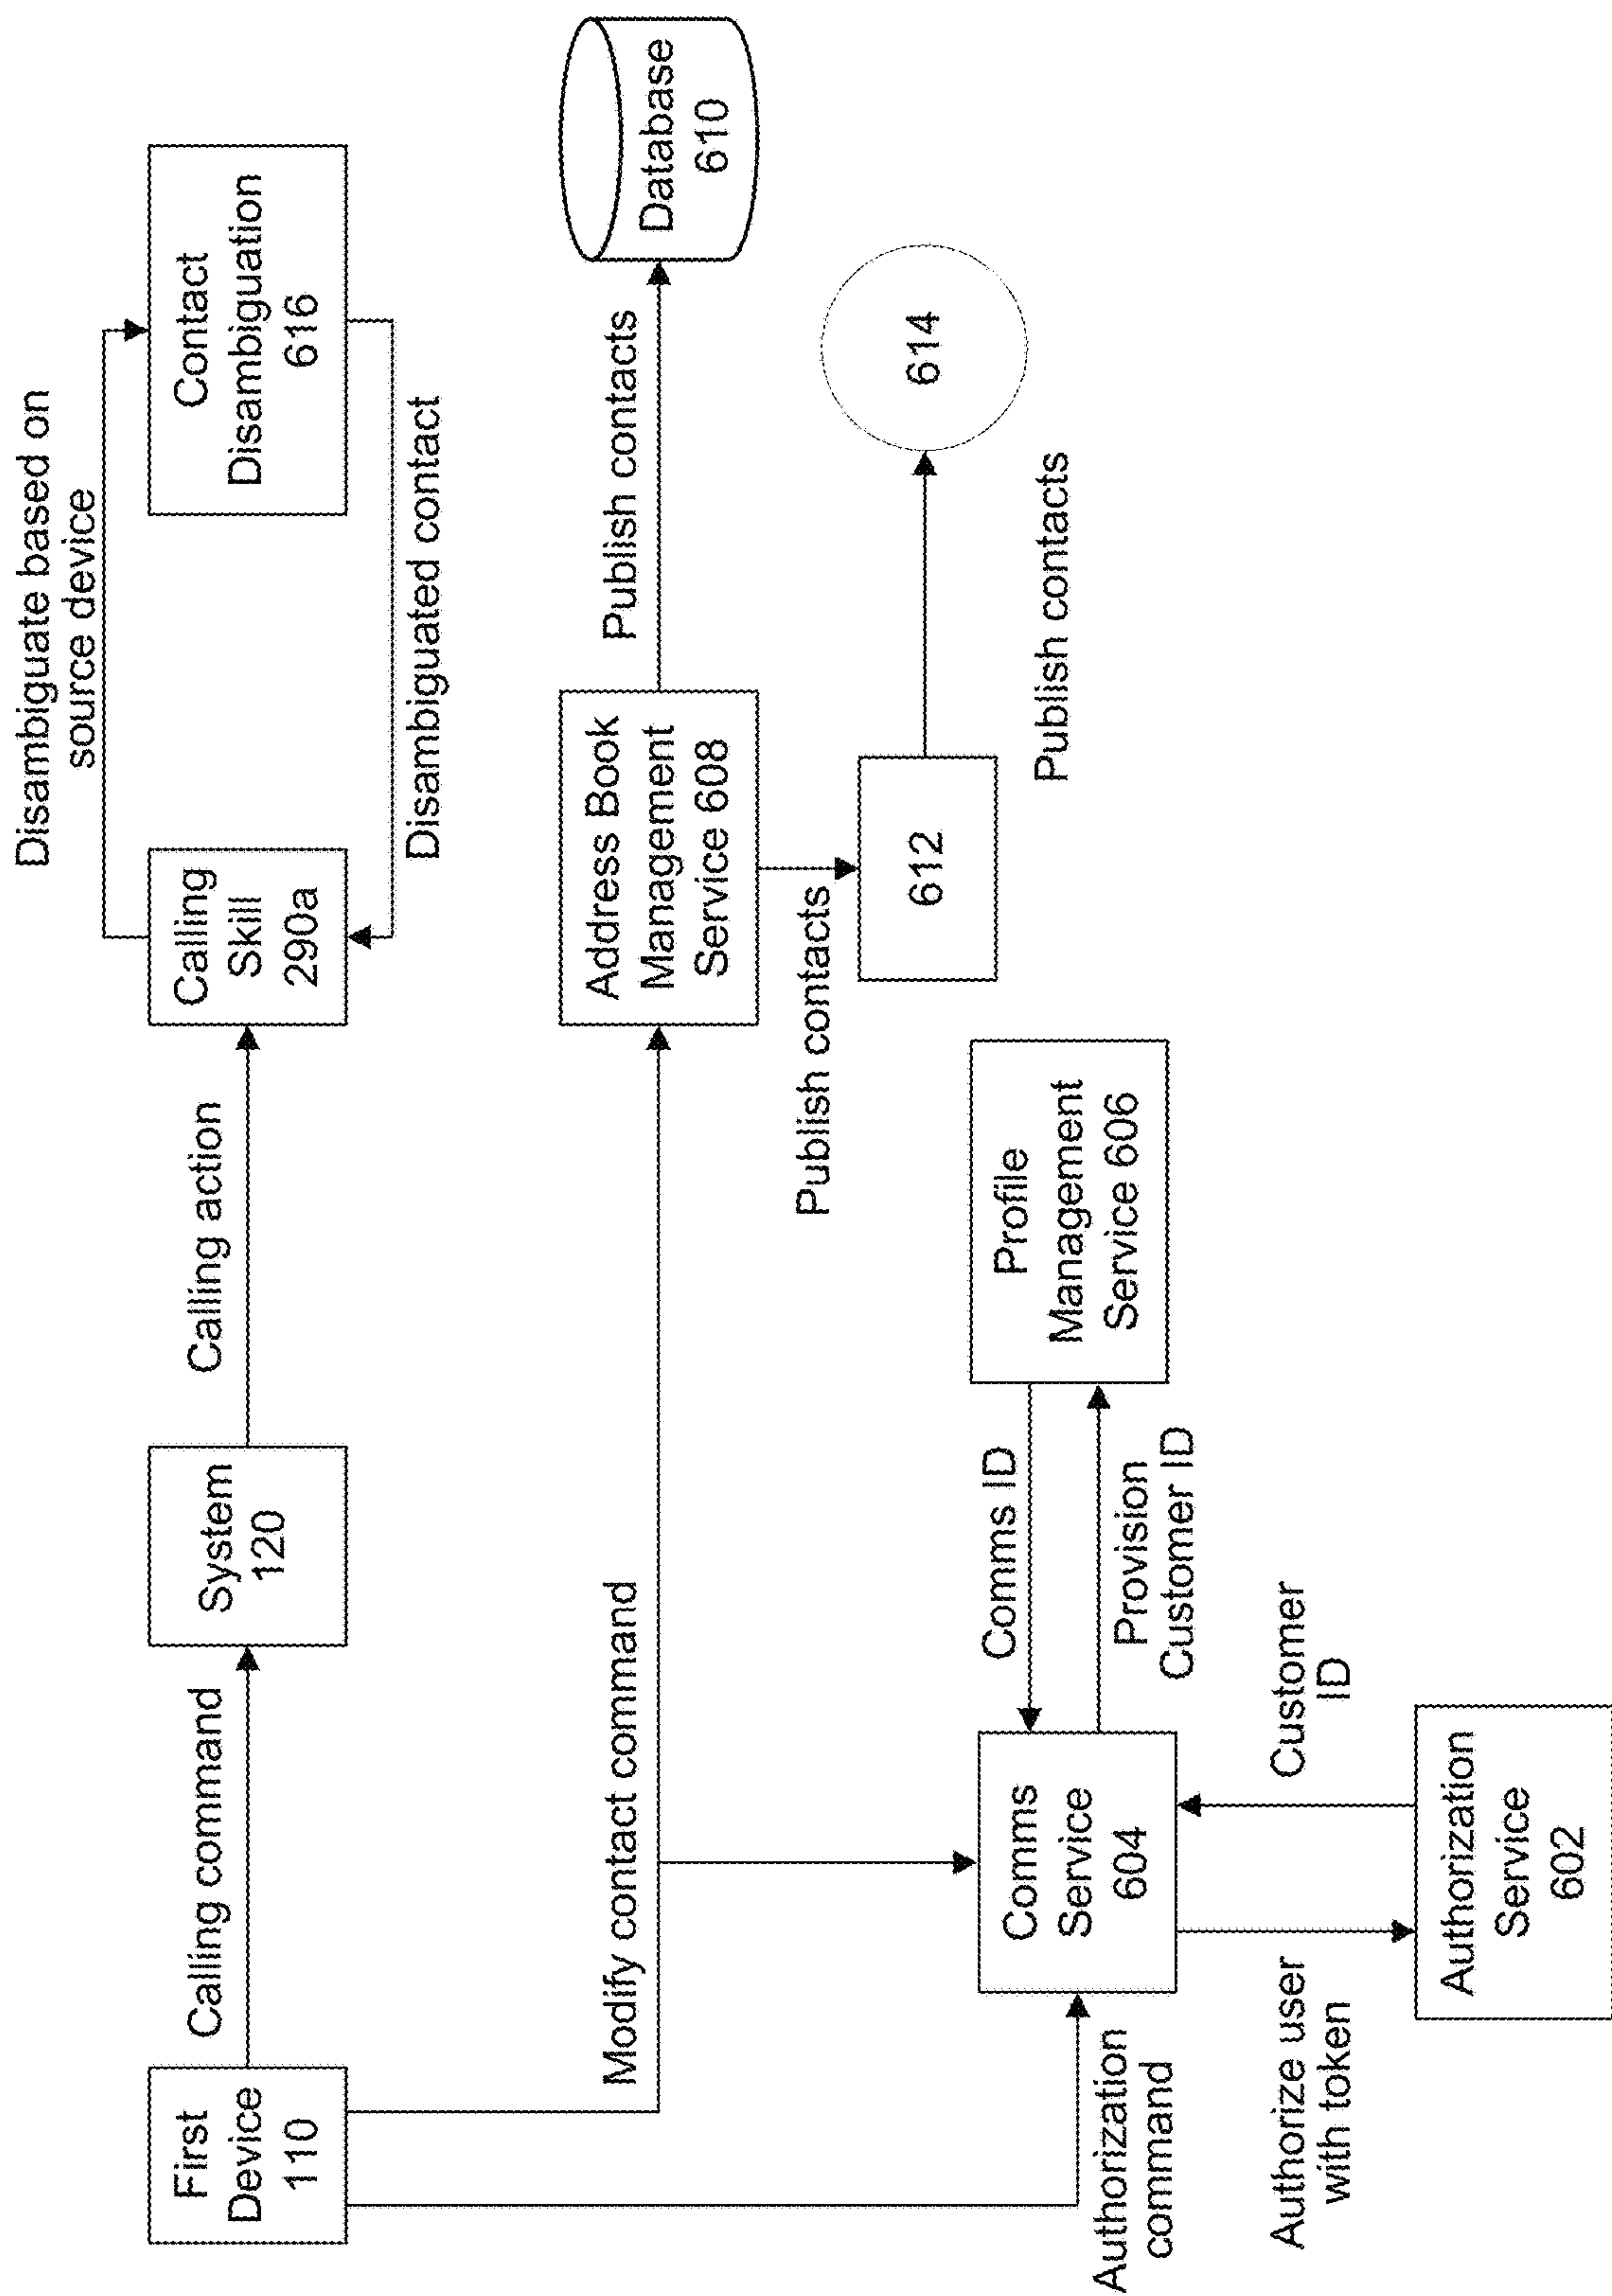 First
Device
110
Calling command
System
120
Calling action
Calling
Skill
290a
Disambiguate based on
source device
Contact
Disambiguation
616
Disambiguated contact
Modify contact command
Address Book
Management
Service 608
Publish contacts
Database
610
Publish contacts
612
Publish contacts
614
Authorization
command
Comms
Service
604
Comms ID
Provision
Customer ID
Profile
Management
Service 606
Authorize user
with token
Customer
ID
Authorization
Service
602